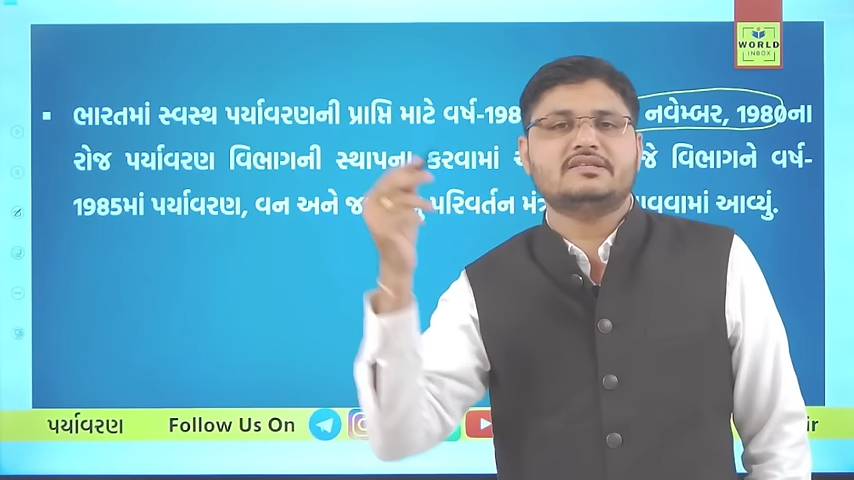 WORLD
INBOX
▪ ભારતમાં સ્વસ્થ પર્યાવરણની પ્રાપ્તિ માટે વર્ષ-198 નવેમ્બર, 1980ના
રોજ પર્યાવરણ વિભાગની સ્થાપના કરવામાં જે વિભાગને વર્ષ-
1985માં પર્યાવરણ, વન અને પરિવર્તન આવ્યું.
પર્યાવરણ Follow Us On